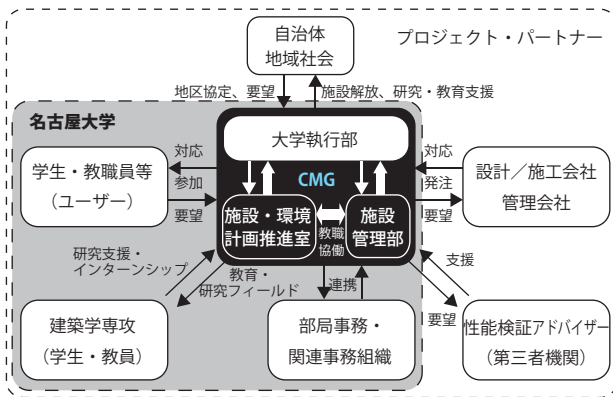 自治体
地域社会
プロジェクト・パートナー
地区協定、要望
施設解放、研究・教育支援
名古屋大学
大学執行部
学生・教職員等
(ユーザー)
対応
参加
要望
CMG
対応
発注
要望
設計／施工会社
管理会社
施設・環境
計画推進室
教職
協働
施設
管理部
研究支援・
インターンシップ
教育・
研究フィールド
連携
支援
要望
建築学専攻
(学生・教員)
部局事務・
関連事務組織
性能検証アドバイザー
(第三者機関)